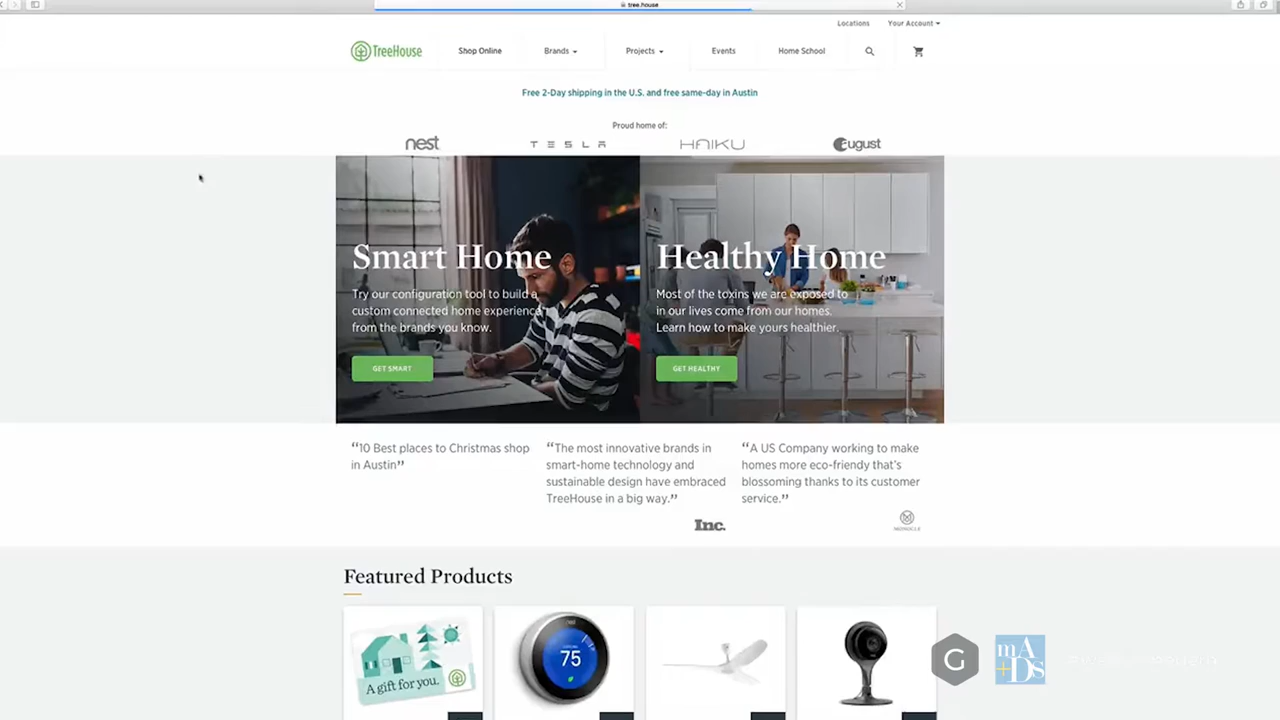 tree.house
Locations
Your Account
TreeHouse
Shop Online
Brands
Projects
Events
Home School
Free 2-Day shipping in the U.S. and free same-day in Austin
Proud home of:
nest
TESLA
HAIKU
august
Smart Home
Try our configuration tool to build a
custom connected home experience
from the brands you know.
GET SMART
Healthy Home
Most of the toxins we are exposed to
in our lives come from our homes.
Learn how to make yours healthier.
GET HEALTHY
“10 Best places to Christmas shop
in Austin”
“The most innovative brands in
smart-home technology and
sustainable design have embraced
TreeHouse in a big way.”
Inc.
“A US Company working to make
homes more eco-friendly that's
blossoming thanks to its customer
service.”
MONOCLE
Featured Products
A gift for you.
nest
75
G
mA
+Ds